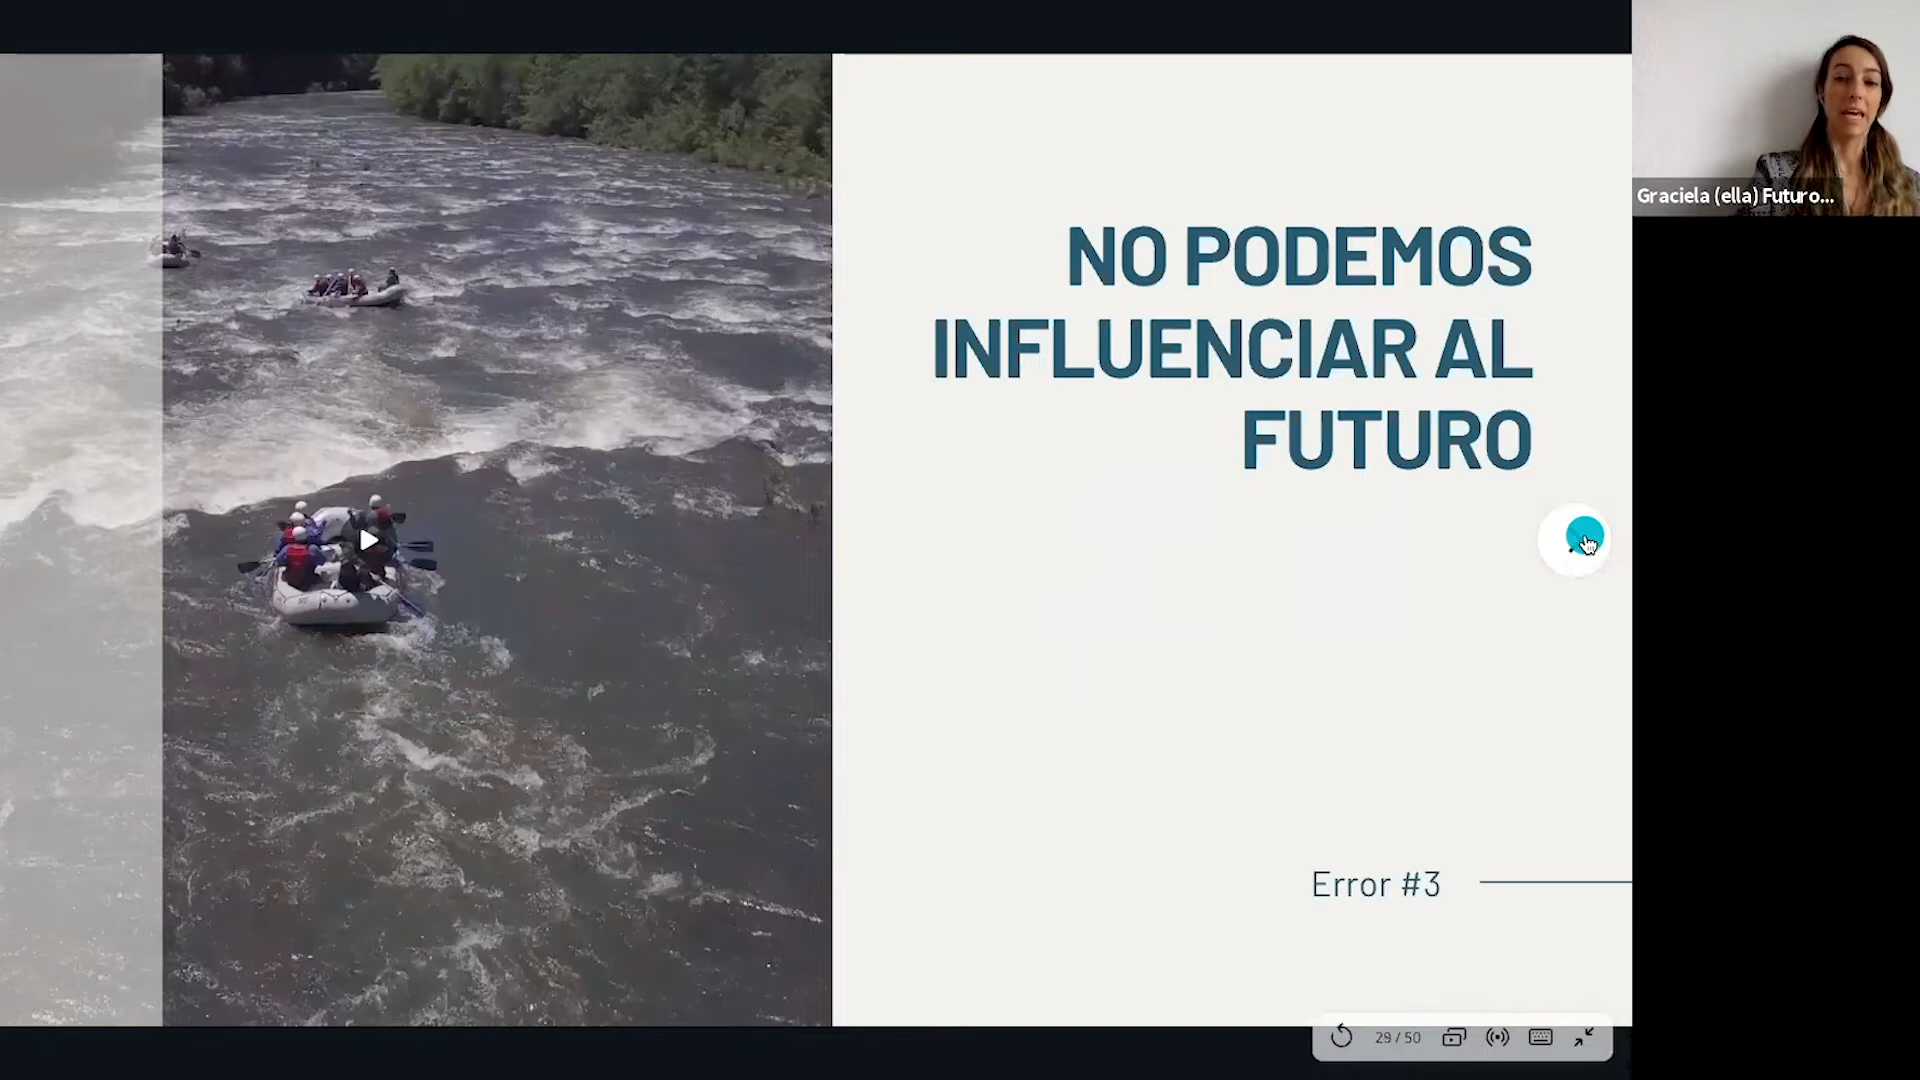 Graciela (ella) Futuro...
NO PODEMOS
INFLUENCIAR AL
FUTURO
Error #3
29 / 50